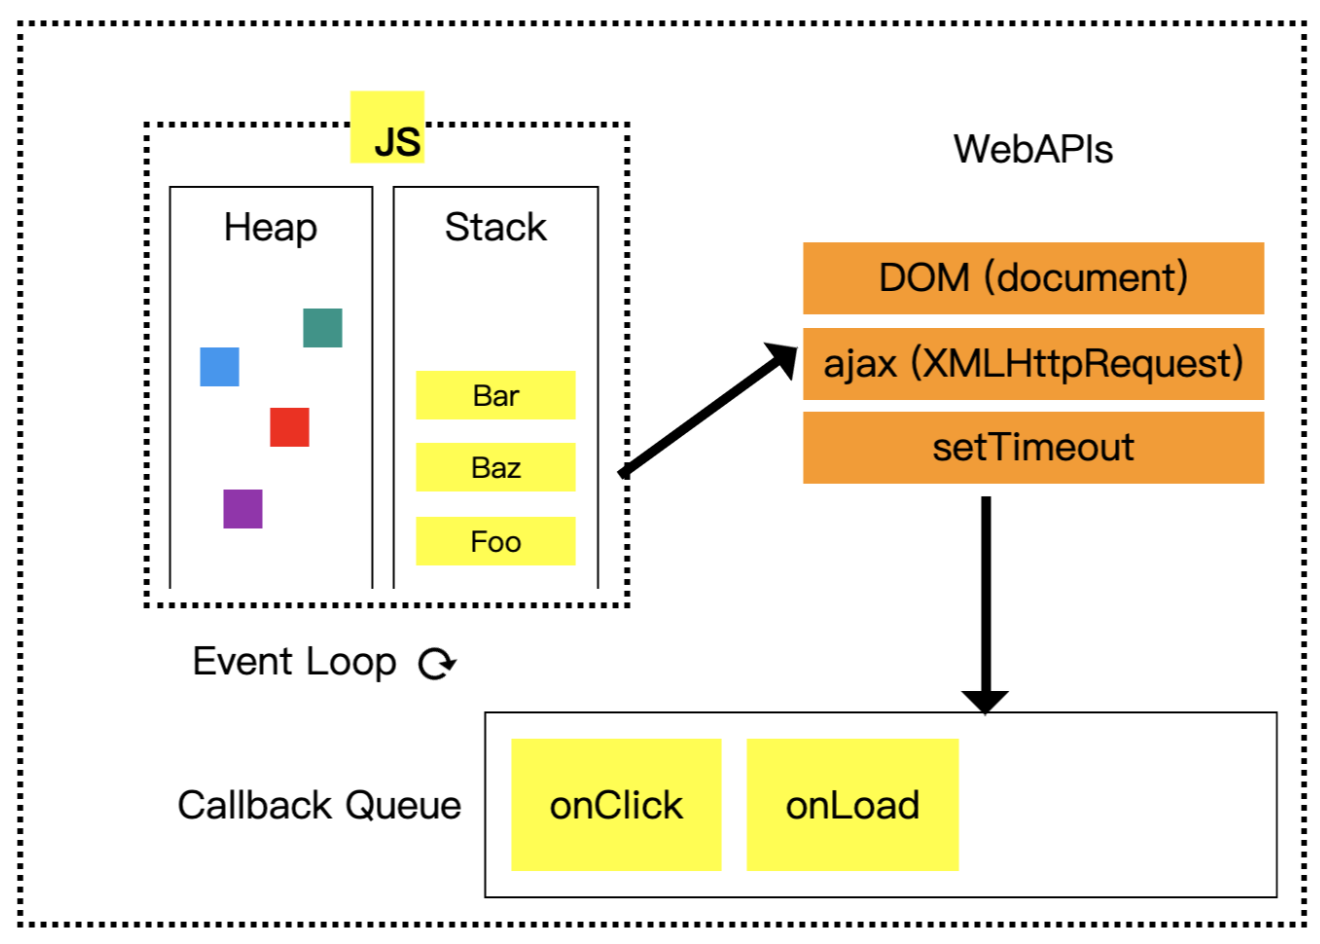 JS
Heap
Stack
Bar
Baz
Foo
WebAPIs
DOM (document)
ajax (XMLHttpRequest)
setTimeout
Event Loop
Callback Queue
onClick
onLoad